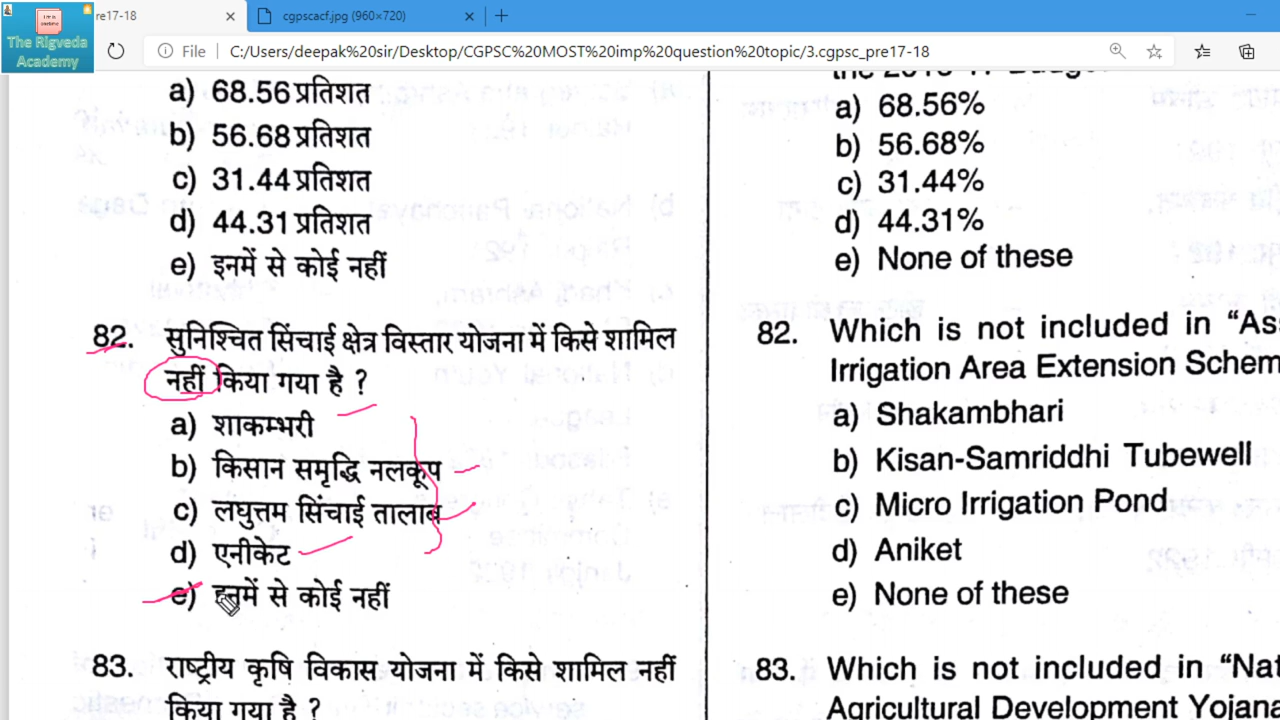 The Rigveda
Academy
re17-18
cgpscacf.jpg (960×720)
File
C:/Users/deepak%20sir/Desktop/CGPSC%20MOST%20imp%20question%20topic/3.cgpsc_pre17-18
a) 68.56 प्रतिशत
b) 56.68 प्रतिशत
c) 31.44 प्रतिशत
d) 44.31 प्रतिशत
e) इनमें से कोई नहीं
82. सुनिश्चित सिंचाई क्षेत्र विस्तार योजना में किसे शामिल
नहीं किया गया है ?
a) शाकम्भरी
b) किसान समृद्धि नलकूप
c) लघुत्तम सिंचाई तालाब
d) एनीकेट
e) इनमें से कोई नहीं
83. राष्ट्रीय कृषि विकास योजना में किसे शामिल नहीं
किया गया है ?
a) 68.56%
b) 56.68%
c) 31.44%
d) 44.31%
e) None of these
82. Which is not included in “Ass
Irrigation Area Extension Schem
a) Shakambhari
b) Kisan-Samriddhi Tubewell
c) Micro Irrigation Pond
d) Aniket
e) None of these
83. Which is not included in “Nat
Agricultural Development Yojana